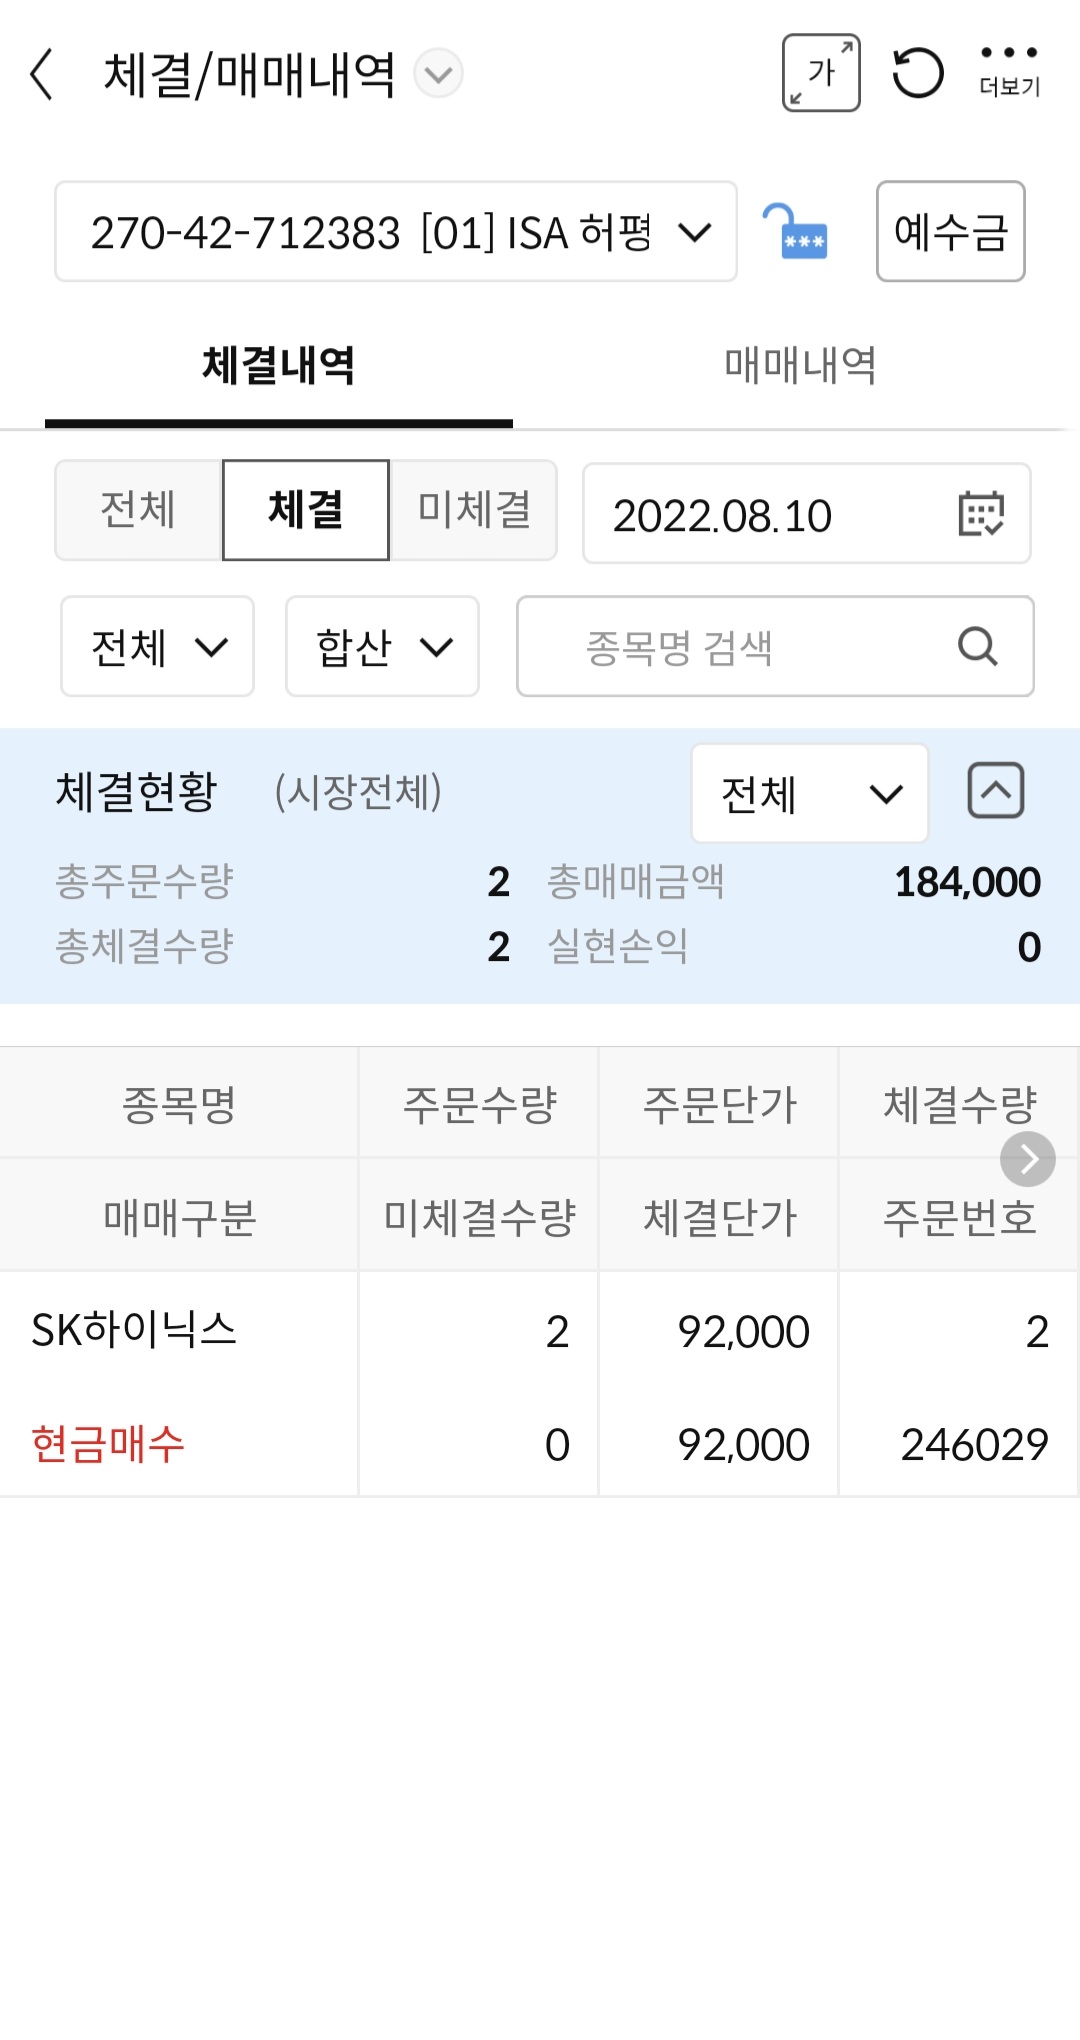 체결/매매내역
가
더보기
270-42-712383 [01] ISA 허평
***
예수금
체결내역 매매내역
전체 체결 미체결 2022.08.10
전체 합산 종목명 검색
체결현황 (시장전체) 전체
총주문수량 2 총매매금액 184,000
총체결수량 2 실현손익 0
종목명 주문수량 주문단가 체결수량
매매구분 미체결수량 체결단가 주문번호
SK하이닉스 2 92,000 2
현금매수 0 92,000 246029